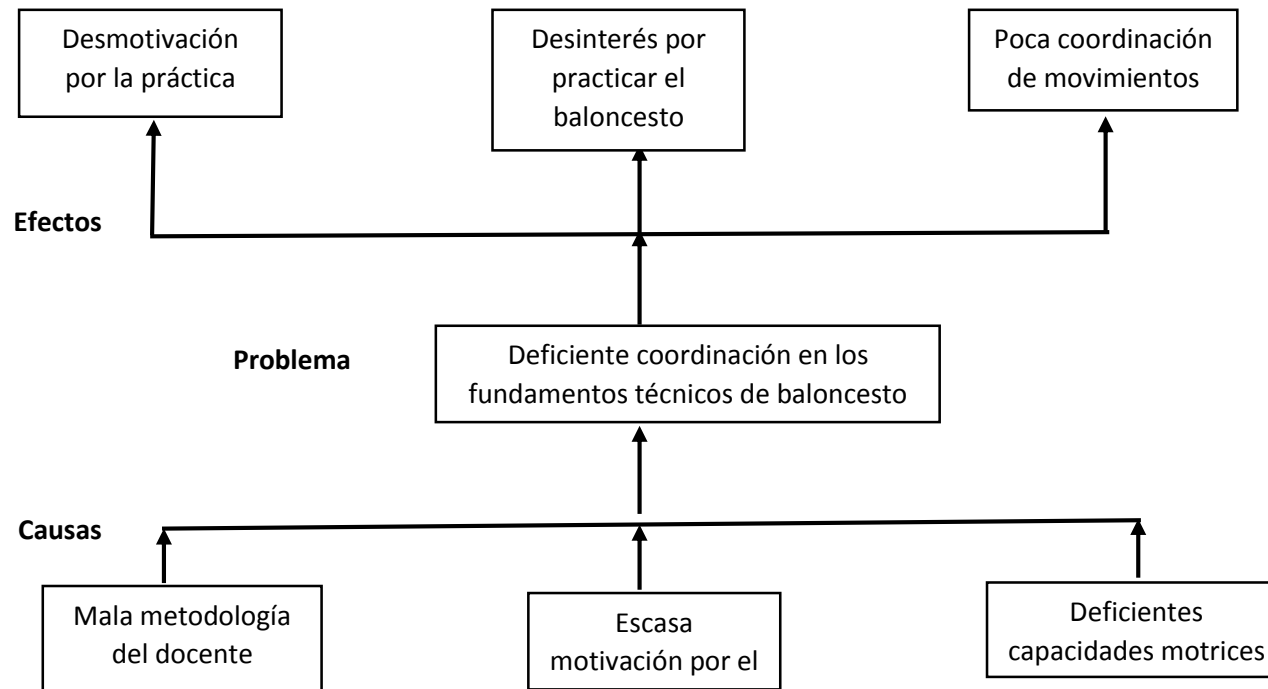 Desmotivación
por la práctica
Desinterés por
practicar el
baloncesto
Poca coordinación
de movimientos
Efectos
Problema
Deficiente coordinación en los
fundamentos técnicos de baloncesto
Causas
Mala metodología
del docente
Escasa
motivación por el
Deficientes
capacidades motrices